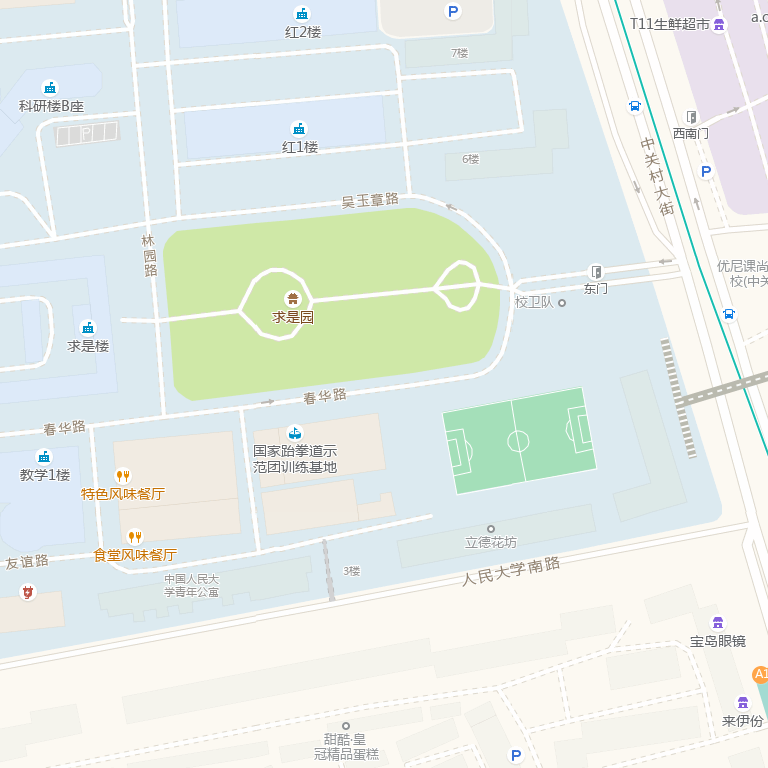 P
T11生鲜超市
a.c
红2楼
7楼
科研楼B座
P
红1楼
西南门
6楼
中关村大街
P
吴玉章路
林园路
优尼课尚
校(中关
东门
校卫队
求是园
求是楼
春华路
春华路
国家跆拳道示
范团训练基地
教学1楼
特色风味餐厅
食堂风味餐厅
立德花坊
友谊路
3楼
人民大学南路
中国人民大
学青年公寓
宝岛眼镜
A1
来伊份
甜酷·皇
冠精品蛋糕
P